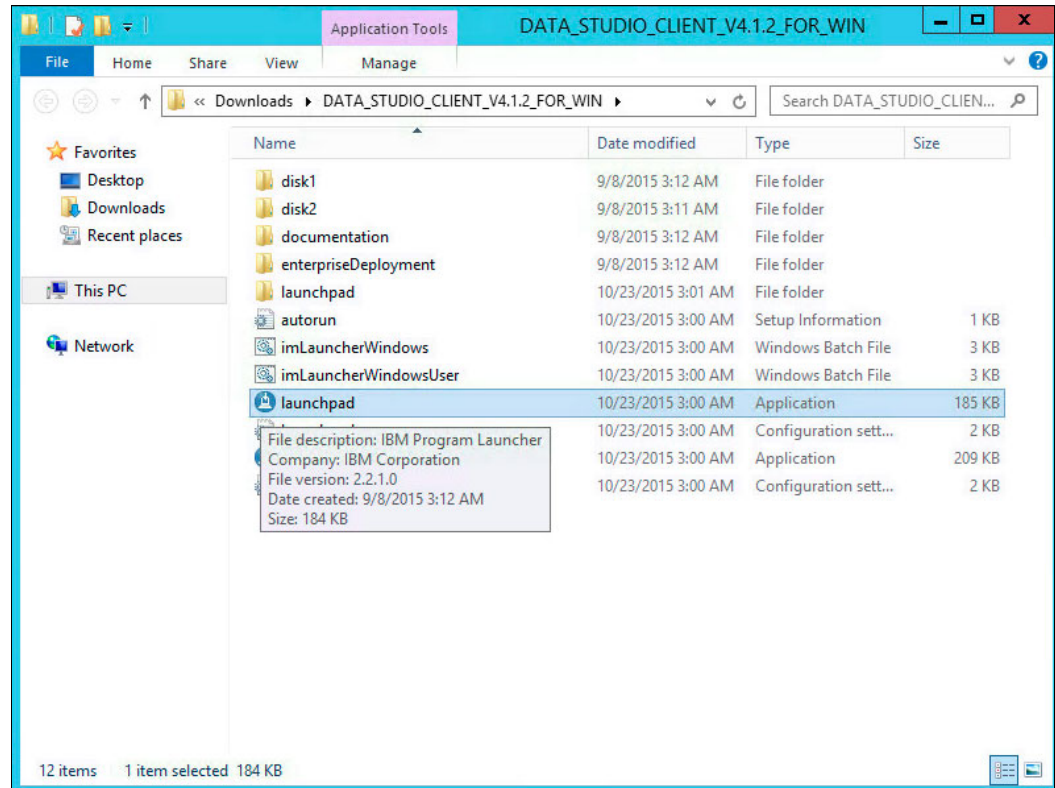 Application Tools
DATA_STUDIO_CLIENT_V4.1.2_FOR_WIN
File Home Share View Manage
« Downloads DATA_STUDIO_CLIENT_V4.1.2_FOR_WIN
Search DATA_STUDIO_CLIEN...
Name Date modified Type Size
Favorites
Desktop
Downloads
Recent places
This PC
Network
disk1 9/8/2015 3:12 AM File folder
disk2 9/8/2015 3:11 AM File folder
documentation 9/8/2015 3:12 AM File folder
enterpriseDeployment 9/8/2015 3:12 AM File folder
launchpad 10/23/2015 3:01 AM File folder
autorun 10/23/2015 3:00 AM Setup Information 1 KB
imLauncherWindows 10/23/2015 3:00 AM Windows Batch File 3 KB
imLauncherWindowsUser 10/23/2015 3:00 AM Windows Batch File 3 KB
launchpad 10/23/2015 3:00 AM Application 185 KB
10/23/2015 3:00 AM Configuration sett... 2 KB
10/23/2015 3:00 AM Application 209 KB
10/23/2015 3:00 AM Configuration sett... 2 KB
File description: IBM Program Launcher
Company: IBM Corporation
File version: 2.2.1.0
Date created: 9/8/2015 3:12 AM
Size: 184 KB
12 items 1 item selected 184 KB